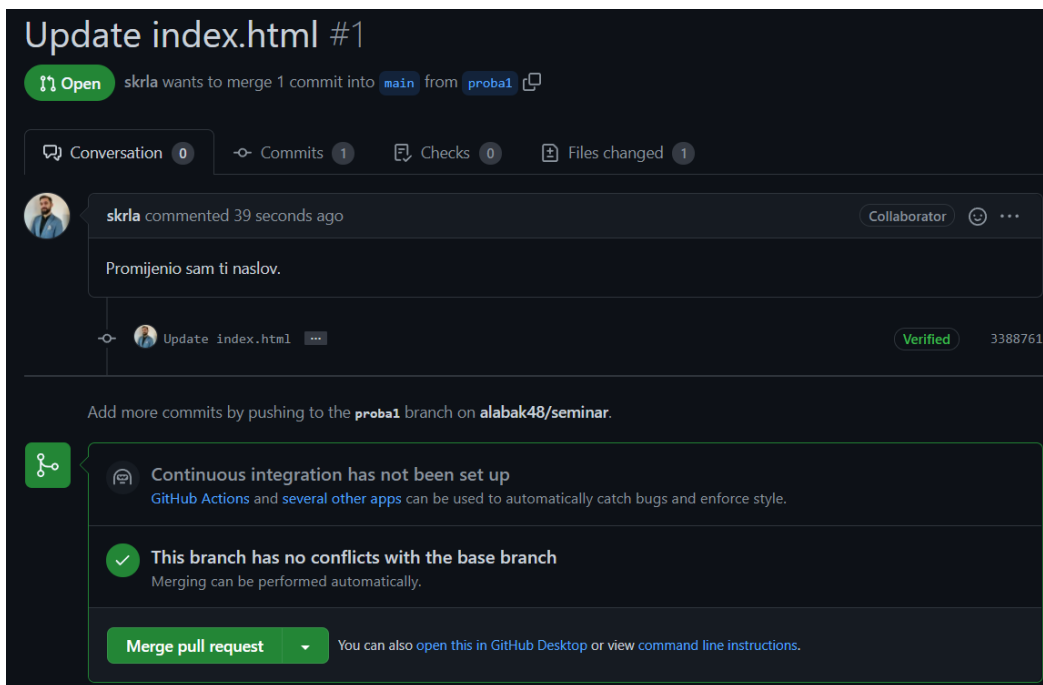 Update index.html #1
Open skrla wants to merge 1 commit into main from proba1
Conversation 0 Commits 1 Checks 0 Files changed 1
skrla commented 39 seconds ago Collaborator
Promijenio sam ti naslov.
Update index.html ... Verified 3388761
Add more commits by pushing to the proba1 branch on alabak48/seminar.
Continuous integration has not been set up
GitHub Actions and several other apps can be used to automatically catch bugs and enforce style.
This branch has no conflicts with the base branch
Merging can be performed automatically.
Merge pull request You can also open this in GitHub Desktop or view command line instructions.